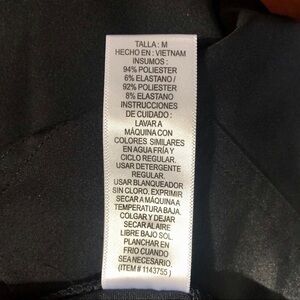 TALLA: M
HECHO EN: VIETNAM
INSUMOS:
94% POLIESTER
6% ELASTANO /
92% POLIESTER
8% ELASTANO
INSTRUCCIONES
DE CUIDADO:
LAVAR A
MÁQUINA CON
COLORES SIMILARES
EN AGUA FRÍA Y
CICLO REGULAR.
USAR DETERGENTE
REGULAR.
USAR BLANQUEADOR
SIN CLORO. EXPRIMIR
SECAR A MÁQUINA A
TEMPERATURA BAJA.
COLGAR Y DEJAR
SECAR AL AIRE
LIBRE BAJO SOL.
PLANCHAR EN
FRIO CUANDO
SEA NECESARIO.
(ITEM # 1143755)